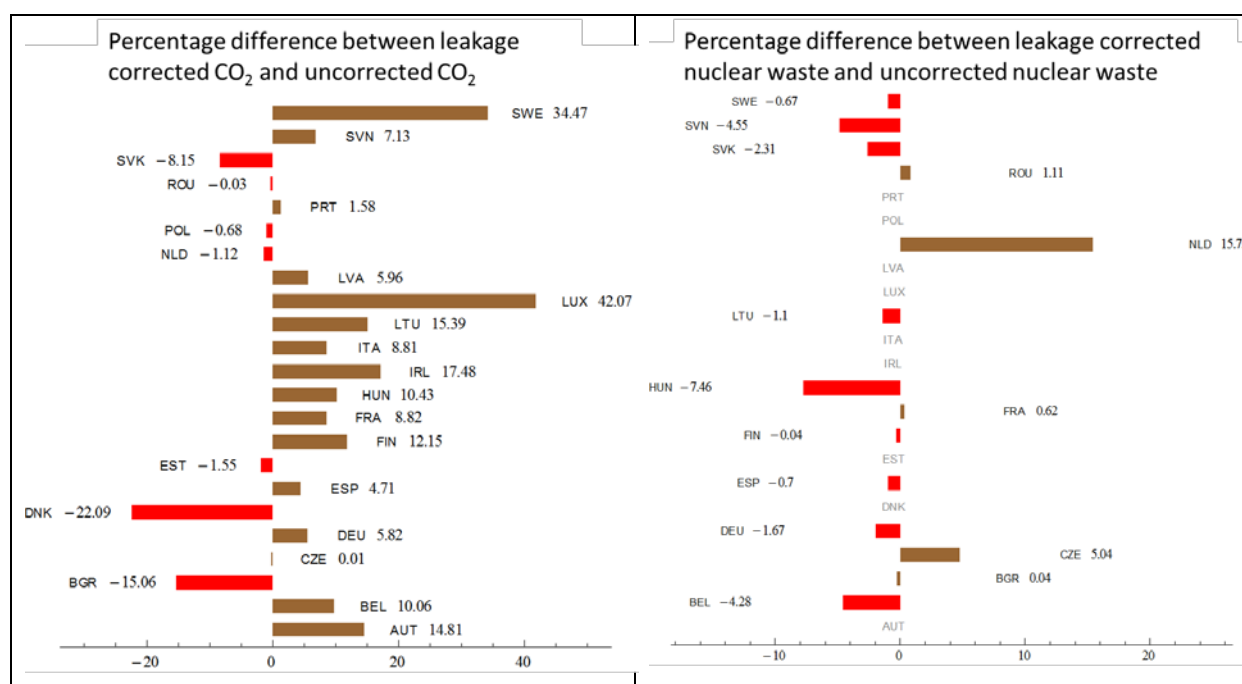 Percentage difference between leakage
corrected CO₂ and uncorrected CO₂
SWE 34.47
SVN 7.13
SVK −8.15
ROU −0.03
PRT 1.58
POL −0.68
NLD −1.12
LVA 5.96
LUX 42.07
LTU 15.39
ITA 8.81
IRL 17.48
HUN 10.43
FRA 8.82
FIN 12.15
EST −1.55
ESP 4.71
DNK −22.09
DEU 5.82
CZE 0.01
BGR −15.06
BEL 10.06
AUT 14.81
−20 0 20 40
Percentage difference between leakage corrected
nuclear waste and uncorrected nuclear waste
SWE −0.67
SVN −4.55
SVK −2.31
ROU 1.11
PRT
POL
NLD 15.7
LVA
LUX
LTU −1.1
ITA
IRL
HUN −7.46
FRA 0.62
FIN −0.04
EST
ESP −0.7
DNK
DEU −1.67
CZE 5.04
BGR 0.04
BEL −4.28
AUT
−10 0 10 20